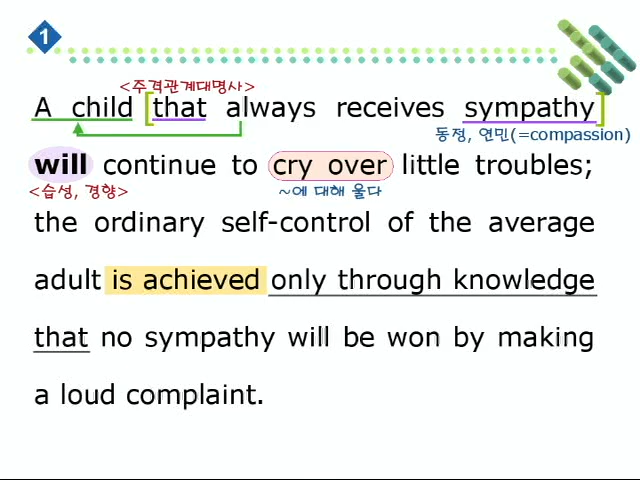 1
<주격관계대명사>
A child [that always receives sympathy]
동정, 연민(=compassion)
will continue to cry over little troubles;
<습성, 경향> ~에 대해 울다
the ordinary self-control of the average
adult is achieved only through knowledge
that no sympathy will be won by making
a loud complaint.